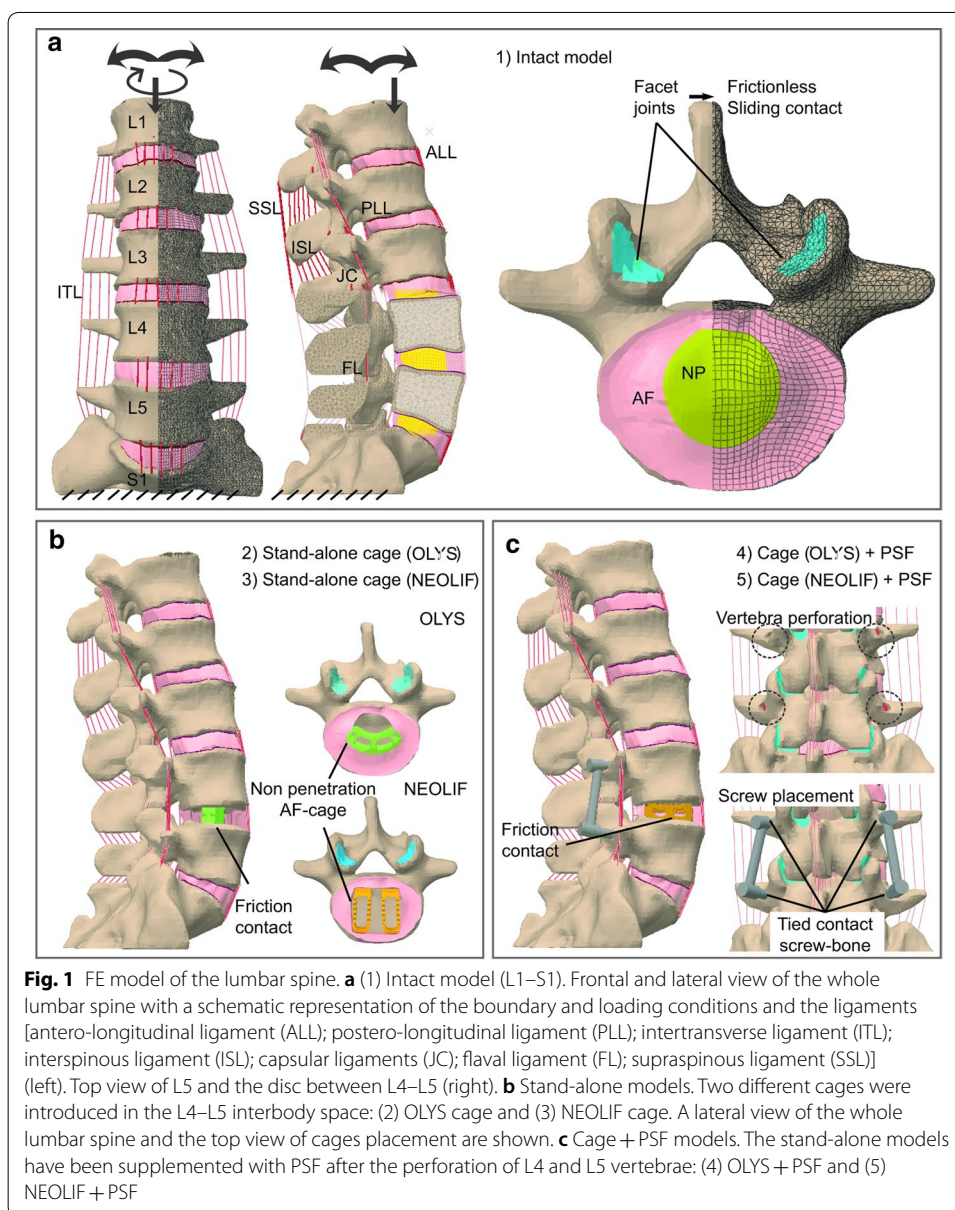 a
1) Intact model
Facet joints
Frictionless Sliding contact
L1
L2
L3
L4
L5
S1
ITL
ALL
SSL
PLL
ISL
JC
FL
NP
AF
b
2) Stand-alone cage (OLYS)
3) Stand-alone cage (NEOLIF)
OLYS
Non penetration
AF-cage
NEOLIF
Friction
contact
c
4) Cage (OLYS) + PSF
5) Cage (NEOLIF) + PSF
Vertebra perforation
Screw placement
Friction
contact
Tied contact
screw-bone
Fig. 1 FE model of the lumbar spine. a (1) Intact model (L1–S1). Frontal and lateral view of the whole
lumbar spine with a schematic representation of the boundary and loading conditions and the ligaments
[antero-longitudinal ligament (ALL); postero-longitudinal ligament (PLL); intertransverse ligament (ITL);
interspinous ligament (ISL); capsular ligaments (JC); flaval ligament (FL); supraspinous ligament (SSL)]
(left). Top view of L5 and the disc between L4–L5 (right). b Stand-alone models. Two different cages were
introduced in the L4–L5 interbody space: (2) OLYS cage and (3) NEOLIF cage. A lateral view of the whole
lumbar spine and the top view of cages placement are shown. c Cage + PSF models. The stand-alone models
have been supplemented with PSF after the perforation of L4 and L5 vertebrae: (4) OLYS + PSF and (5)
NEOLIF + PSF